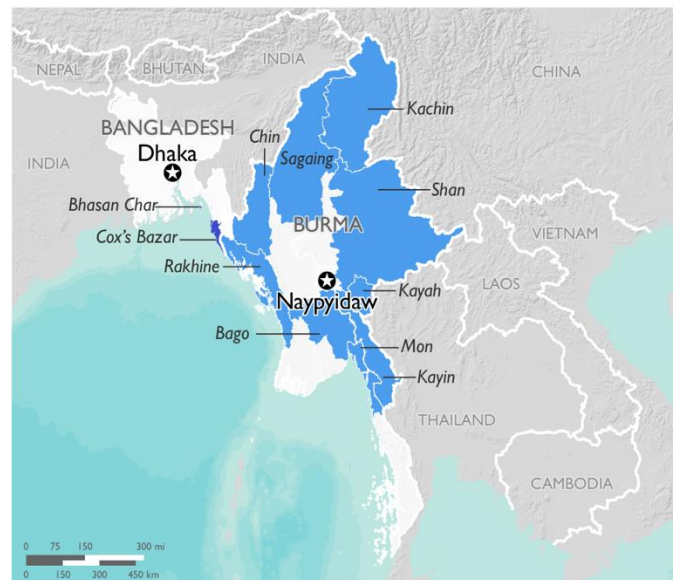 NEPAL
BHUTAN
INDIA
CHINA
Kachin
BANGLADESH
Chin
Dhaka
Sagaing
INDIA
Shan
Bhasan Char
BURMA
VIETNAM
Cox's Bazar
Rakhine
LAOS
Kayah
Naypyidaw
Bago
Mon
Kayin
THAILAND
CAMBODIA
0 75 150 300 mi
0 150 300 450 km